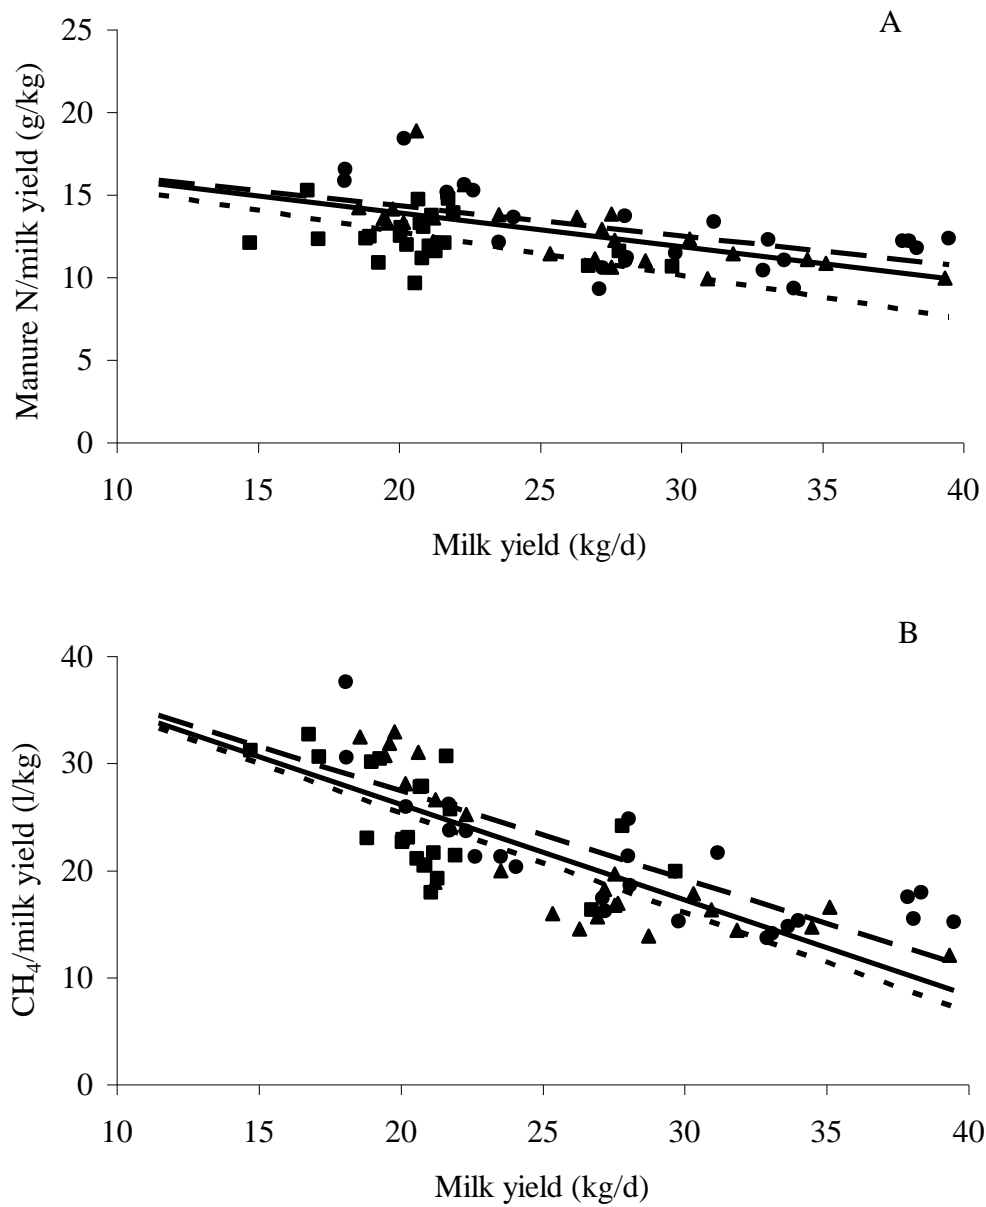 A
25
20
15
10
5
0
Manure N/milk yield (g/kg)
10 15 20 25 30 35 40
Milk yield (kg/d)
B
40
30
20
10
0
CH₄/milk yield (l/kg)
10 15 20 25 30 35 40
Milk yield (kg/d)